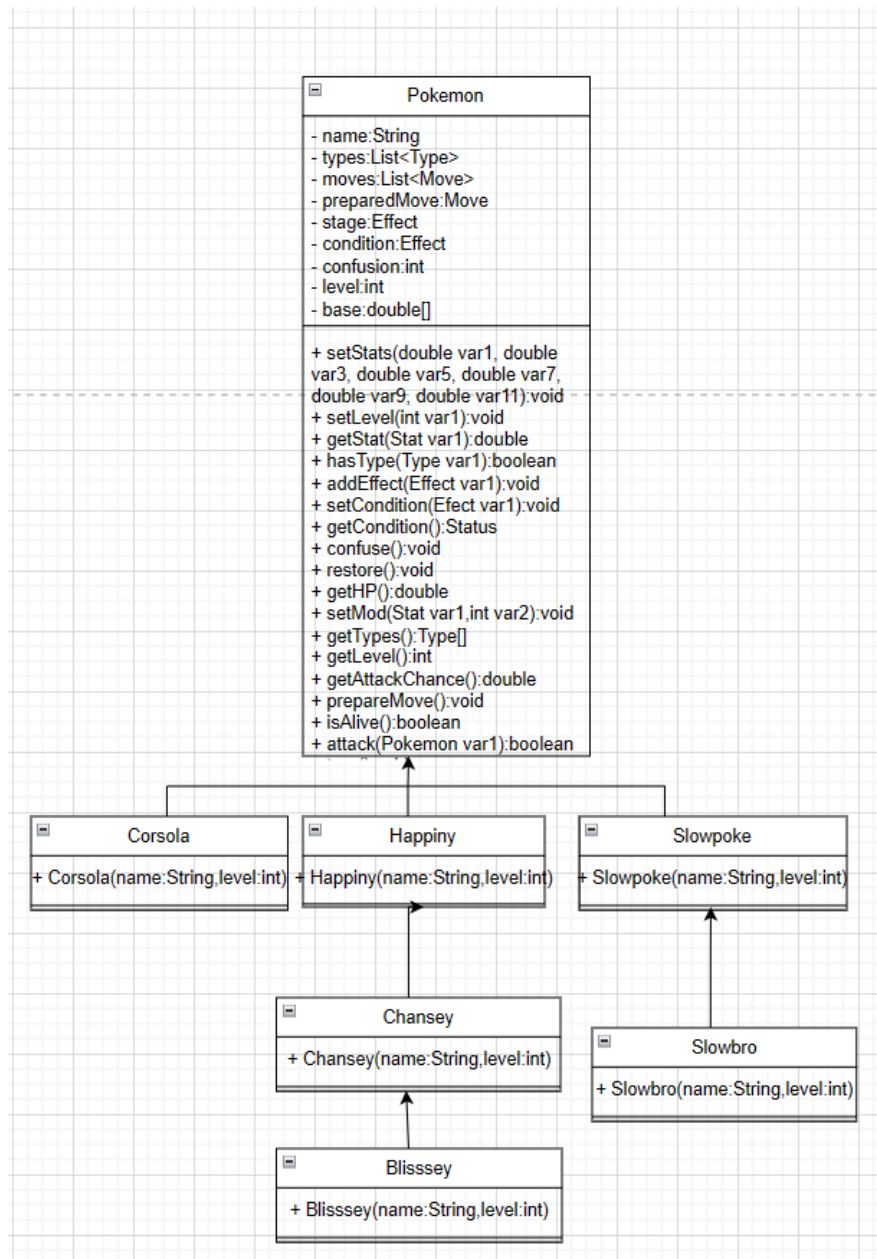 Pokemon
- name:String
- types:List<Type>
- moves:List<Move>
- preparedMove:Move
- stage:Effect
- condition:Effect
- confusion:int
- level:int
- base:double[]
+ setStats(double var1, double
var3, double var5, double var7,
double var9, double var11):void
+ setLevel(int var1):void
+ getStat(Stat var1):double
+ hasType(Type var1):boolean
+ addEffect(Effect var1):void
+ setCondition(Efect var1):void
+ getCondition():Status
+ confuse():void
+ restore():void
+ getHP():double
+ setMod(Stat var1,int var2):void
+ getTypes():Type[]
+ getLevel():int
+ getAttackChance():double
+ prepareMove():void
+ isAlive():boolean
+ attack(Pokemon var1):boolean
Corsola
+ Corsola(name:String,level:int)
Happiny
+ Happiny(name:String,level:int)
Slowpoke
+ Slowpoke(name:String,level:int)
Chansey
+ Chansey(name:String,level:int)
Slowbro
+ Slowbro(name:String,level:int)
Blisssey
+ Blisssey(name:String,level:int)